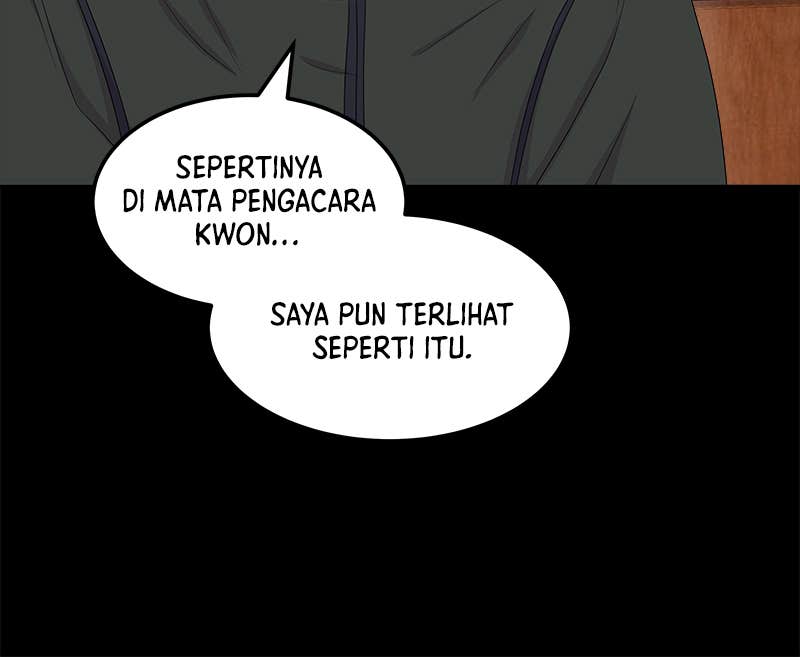 SEPERTINYA
DI MATA PENGACARA
KWON...
SAYA PUN TERLIHAT
SEPERTI ITU.